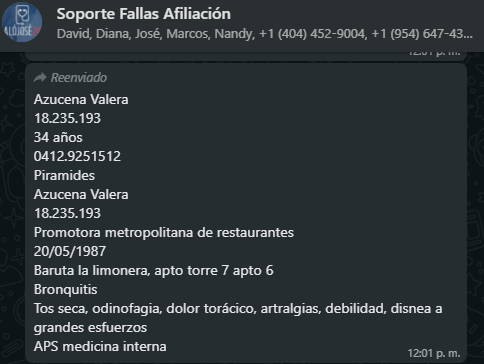 ALÓJOSÉ
Soporte Fallas Afiliación
David, Diana, José, Marcos, Nandy, +1 (404) 452-9004, +1 (954) 647-43...
12:01 p. m.
Reenviado
Azucena Valera
18.235.193
34 años
0412.9251512
Piramides
Azucena Valera
18.235.193
Promotora metropolitana de restaurantes
20/05/1987
Baruta la limonera, apto torre 7 apto 6
Bronquitis
Tos seca, odinofagia, dolor torácico, artralgias, debilidad, disnea a
grandes esfuerzos
APS medicina interna
12:01 p. m.